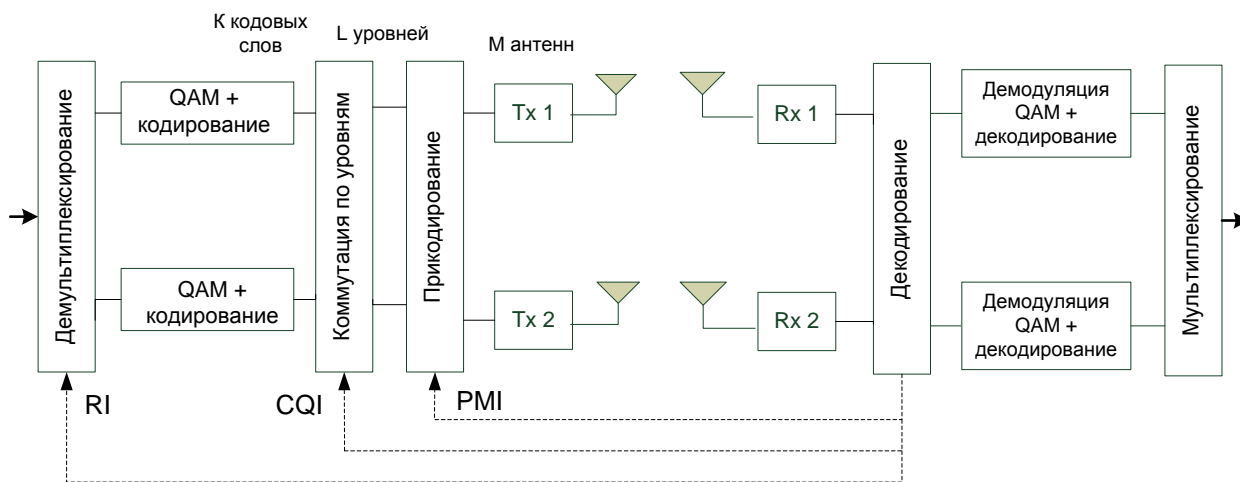 К кодовых
слов
L уровней
М антенн
Демультиплексирование
QAM +
кодирование
QAM +
кодирование
Коммутация по уровням
Прикодирование
Tx 1
Tx 2
Rx 1
Rx 2
Декодирование
Демодуляция
QAM +
декодирование
Демодуляция
QAM +
декодирование
Мультиплексирование
RI
CQI
PMI